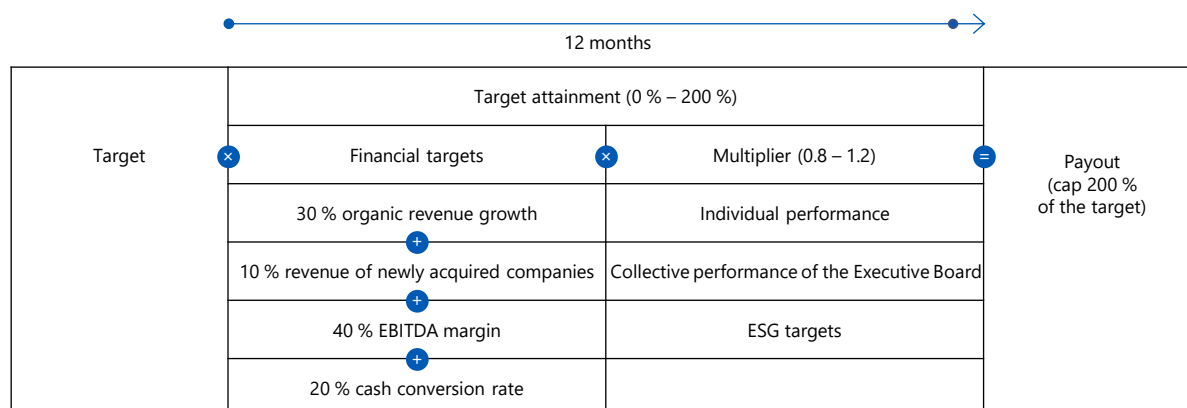 12 months
Target attainment (0 % – 200 %)
Target
×
Financial targets
×
Multiplier (0.8 – 1.2)
=
Payout
(cap 200 %
of the target)
30 % organic revenue growth
Individual performance
+
10 % revenue of newly acquired companies
Collective performance of the Executive Board
+
40 % EBITDA margin
ESG targets
+
20 % cash conversion rate